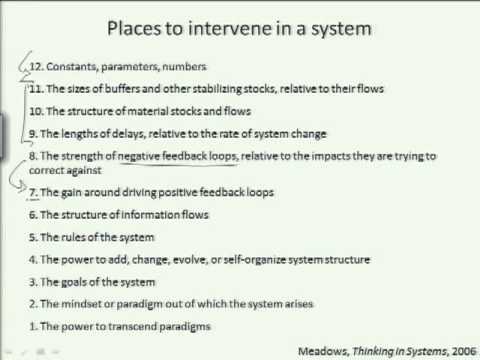 Places to intervene in a system
12. Constants, parameters, numbers
11. The sizes of buffers and other stabilizing stocks, relative to their flows
10. The structure of material stocks and flows
9. The lengths of delays, relative to the rate of system change
8. The strength of negative feedback loops, relative to the impacts they are trying to
correct against
7. The gain around driving positive feedback loops
6. The structure of information flows
5. The rules of the system
4. The power to add, change, evolve, or self-organize system structure
3. The goals of the system
2. The mindset or paradigm out of which the system arises
1. The power to transcend paradigms
Meadows, Thinking in Systems, 2006